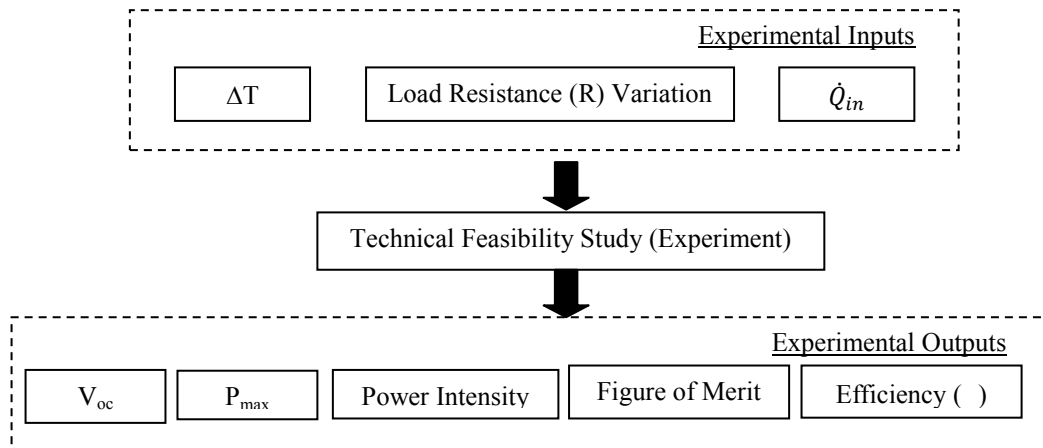 Experimental Inputs
ΔT
Load Resistance (R) Variation
Q̇in
Technical Feasibility Study (Experiment)
Experimental Outputs
Voc
Pmax
Power Intensity
Figure of Merit
Efficiency ( )